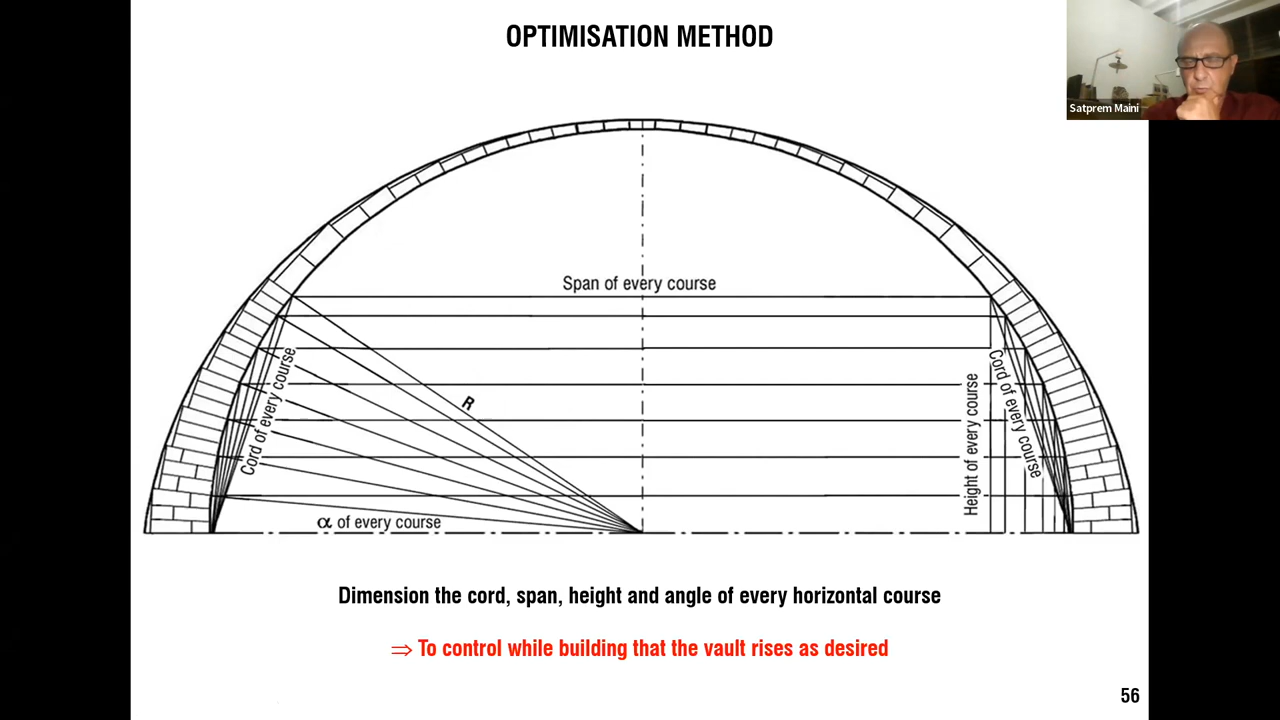 OPTIMISATION METHOD
Satprem Maini
Span of every course
R
Cord of every course
Cord of every course
Height of every course
α of every course
Dimension the cord, span, height and angle of every horizontal course
⇒ To control while building that the vault rises as desired
56